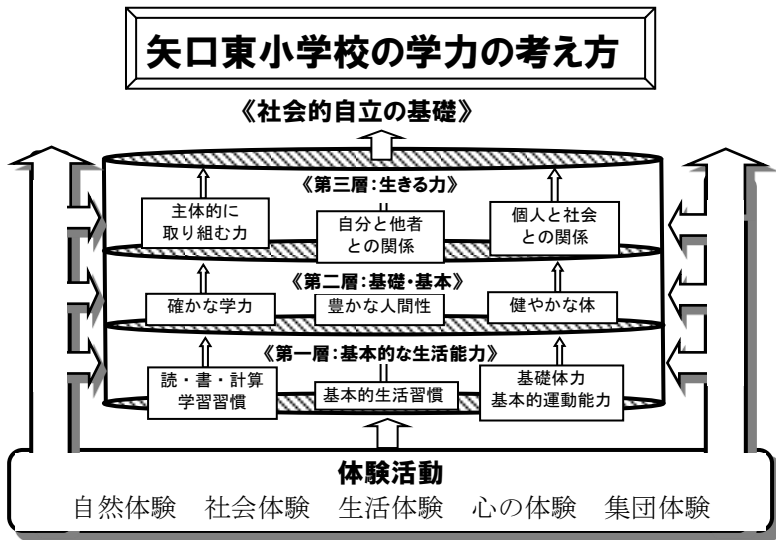 矢口東小学校の学力の考え方
《社会的自立の基礎》
《第三層：生きる力》
主体的に
取り組む力
自分と他者
との関係
個人と社会
との関係
《第二層：基礎・基本》
確かな学力
豊かな人間性
健やかな体
《第一層：基本的な生活能力》
読・書・計算
学習習慣
基本的生活習慣
基礎体力
基本的運動能力
体験活動
自然体験　社会体験　生活体験　心の体験　集団体験